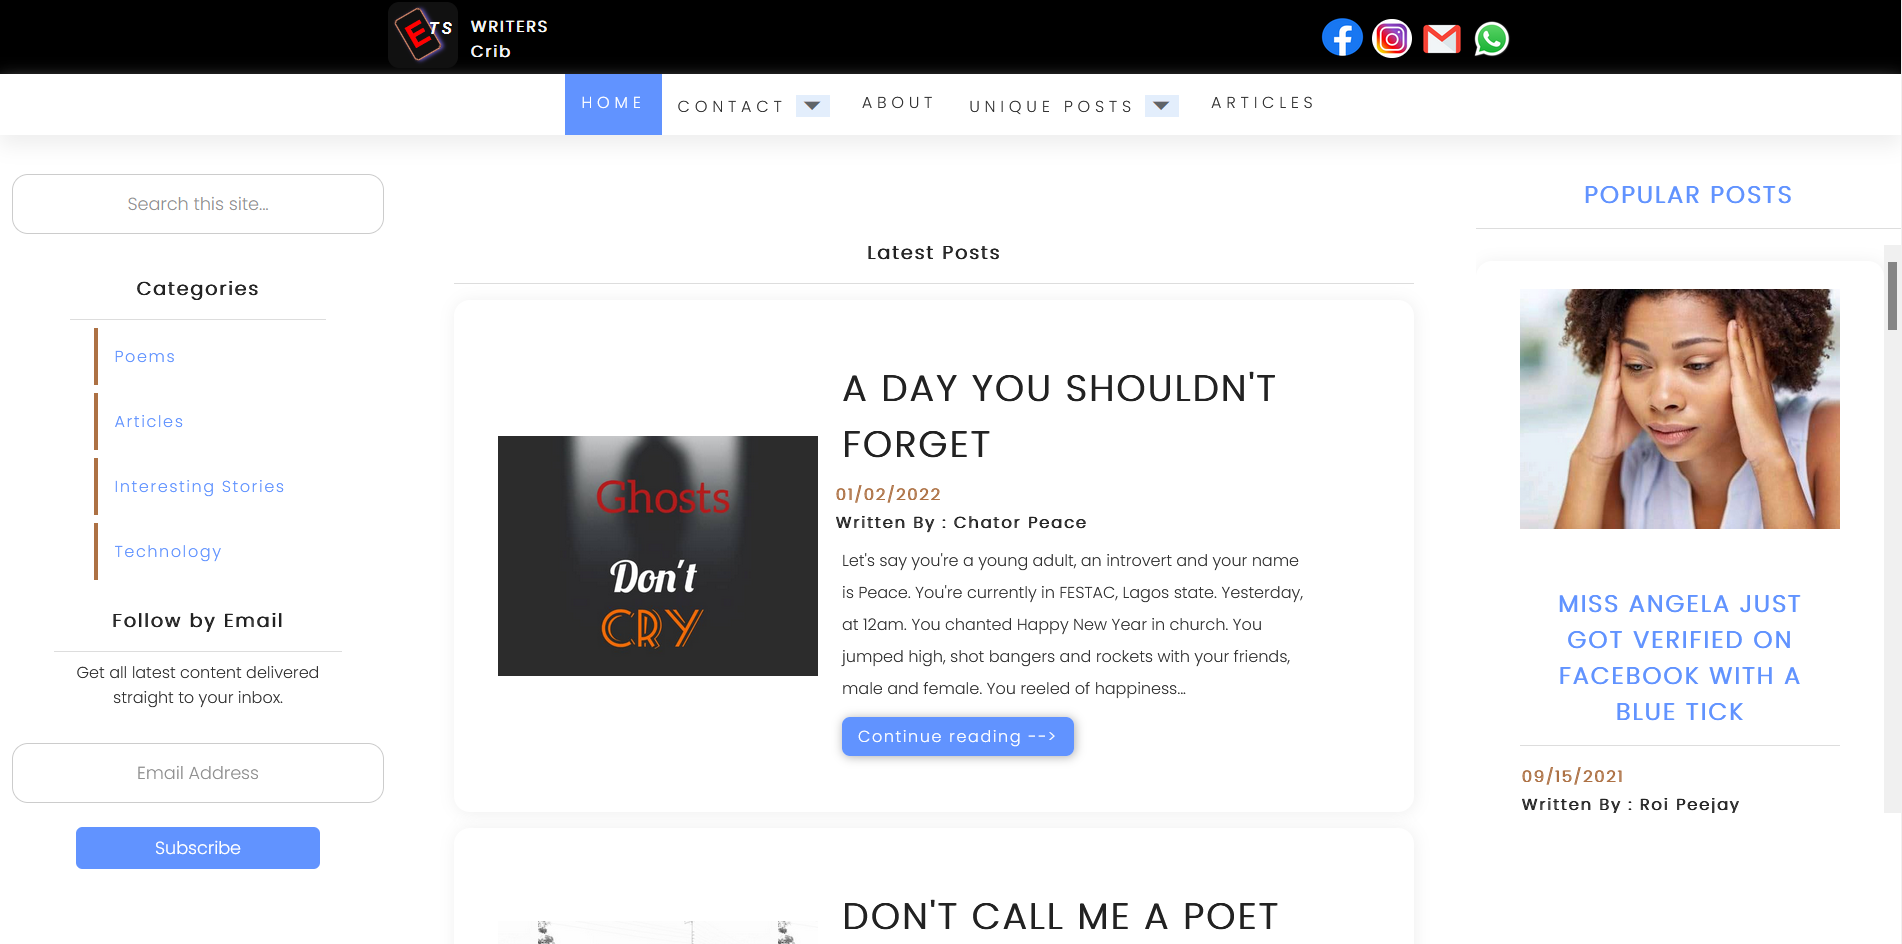 ETS
WRITERS
Crib
HOME
CONTACT
ABOUT
UNIQUE POSTS
ARTICLES
Search this site...
Categories
Poems
Articles
Interesting Stories
Technology
Follow by Email
Get all latest content delivered
straight to your inbox.
Email Address
Subscribe
Latest Posts
Ghosts
Don't
CRY
A DAY YOU SHOULDN'T
FORGET
01/02/2022
Written By : Chator Peace
Let's say you're a young adult, an introvert and your name
is Peace. You're currently in FESTAC, Lagos state. Yesterday,
at 12am. You chanted Happy New Year in church. You
jumped high, shot bangers and rockets with your friends,
male and female. You reeled of happiness...
Continue reading -->
DON'T CALL ME A POET
POPULAR POSTS
MISS ANGELA JUST
GOT VERIFIED ON
FACEBOOK WITH A
BLUE TICK
09/15/2021
Written By : Roi Peejay